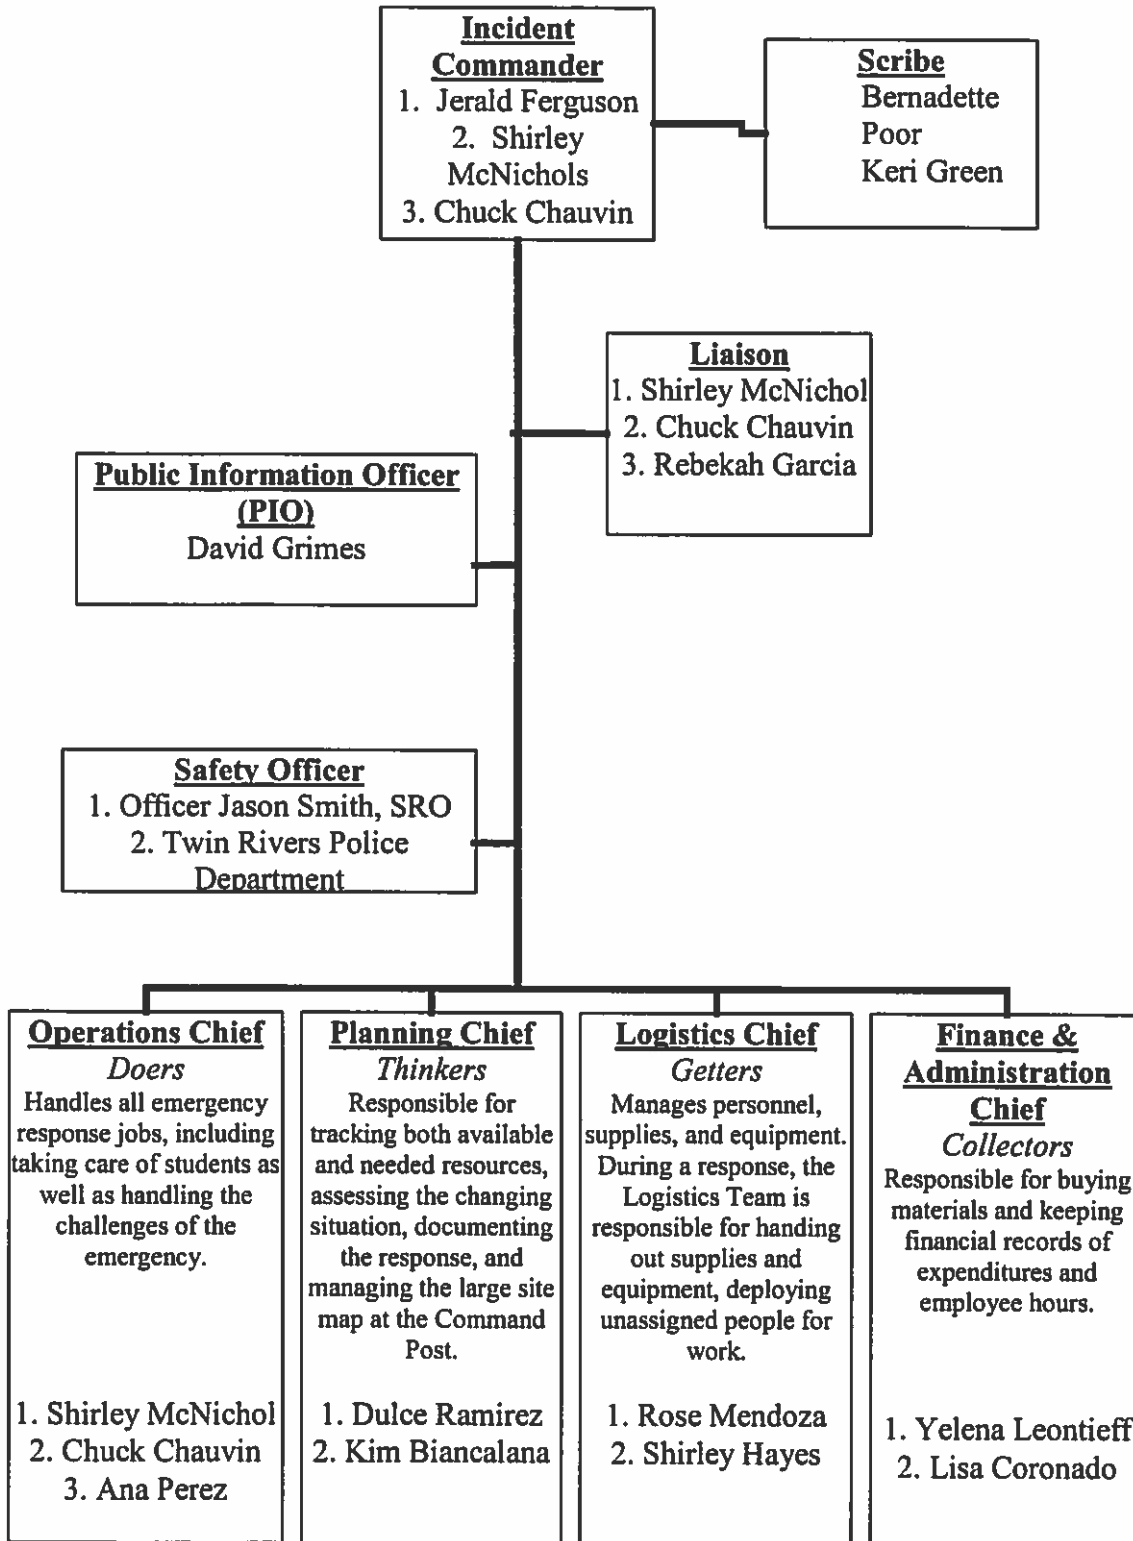 Incident
Commander
1. Jerald Ferguson
2. Shirley
McNichols
3. Chuck Chauvin
Scribe
Bernadette
Poor
Keri Green
Liaison
1. Shirley McNichol
2. Chuck Chauvin
3. Rebekah Garcia
Public Information Officer
(PIO)
David Grimes
Safety Officer
1. Officer Jason Smith, SRO
2. Twin Rivers Police
Department
Operations Chief
Doers
Handles all emergency
response jobs, including
taking care of students as
well as handling the
challenges of the
emergency.
1. Shirley McNichol
2. Chuck Chauvin
3. Ana Perez
Planning Chief
Thinkers
Responsible for
tracking both available
and needed resources,
assessing the changing
situation, documenting
the response, and
managing the large site
map at the Command
Post.
1. Dulce Ramirez
2. Kim Biancalana
Logistics Chief
Getters
Manages personnel,
supplies, and equipment.
During a response, the
Logistics Team is
responsible for handing
out supplies and
equipment, deploying
unassigned people for
work.
1. Rose Mendoza
2. Shirley Hayes
Finance &
Administration
Chief
Collectors
Responsible for buying
materials and keeping
financial records of
expenditures and
employee hours.
1. Yelena Leontieff
2. Lisa Coronado